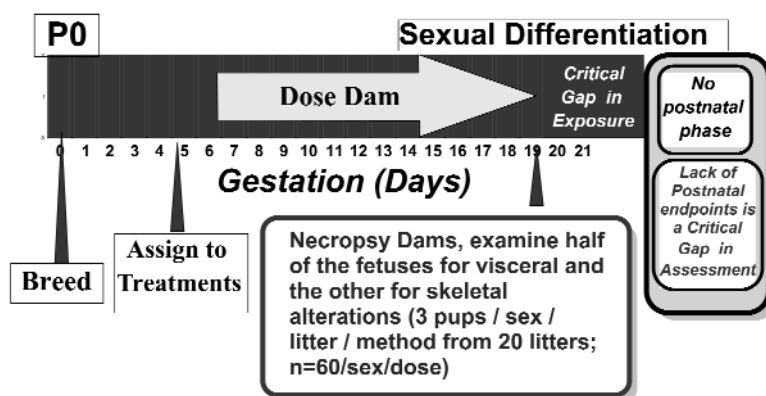 P0
Sexual Differentiation
Dose Dam
Critical
Gap in
Exposure
No
postnatal
phase
0 1 2 3 4 5 6 7 8 9 10 11 12 13 14 15 16 17 18 19 20 21
Gestation (Days)
Lack of
Postnatal
endpoints is
a Critical
Gap in
Assessment
Breed
Assign to
Treatments
Necropsy Dams, examine half
of the fetuses for visceral and
the other for skeletal
alterations (3 pups / sex /
litter / method from 20 litters;
n=60/sex/dose)